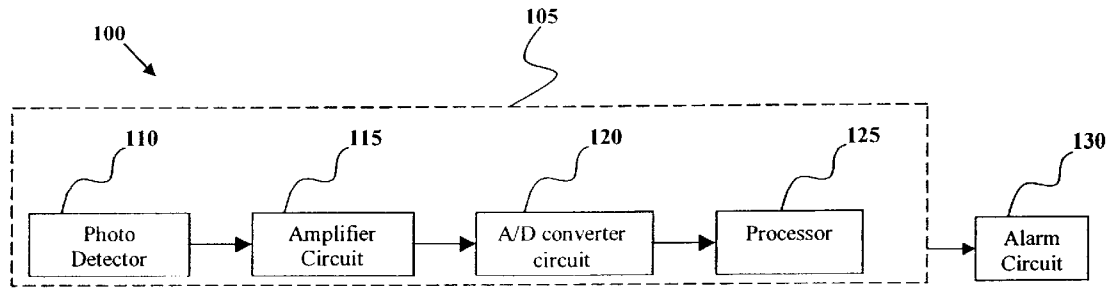 105
100
110
115
120
125
130
Photo
Detector
Amplifier
Circuit
A/D converter
circuit
Processor
Alarm
Circuit